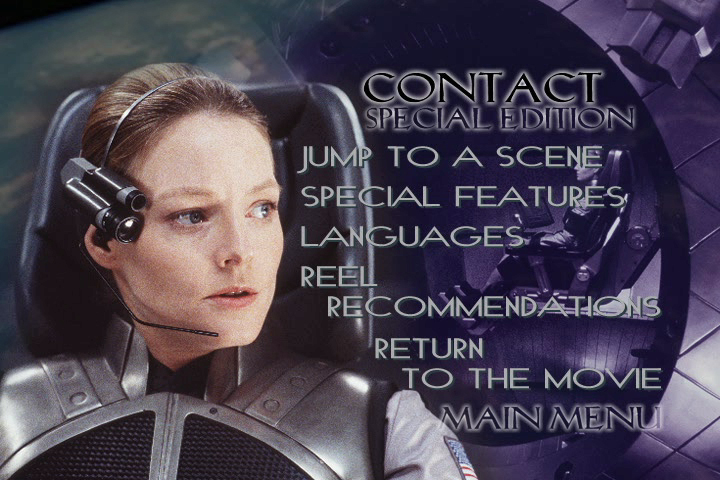 CONTACT
SPECIAL EDITION
JUMP TO A SCENE
SPECIAL FEATURES
LANGUAGES
REEL
RECOMMENDATIONS
RETURN
TO THE MOVIE
MAIN MENU